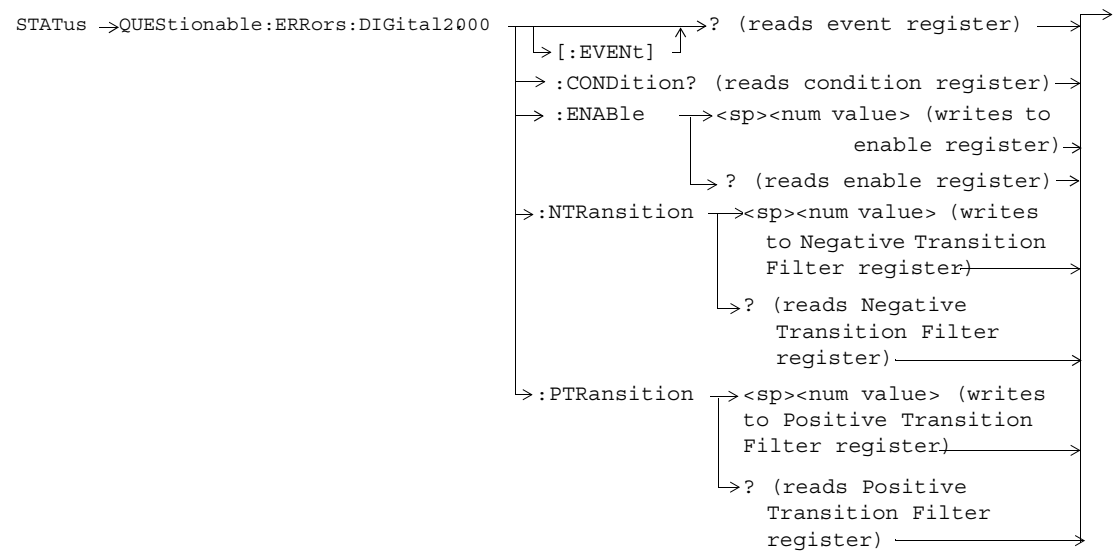 STATus QUEStionable:ERRors:DIGital2000 ? (reads event register)
[:EVENt]
:CONDition? (reads condition register)
:ENABle <sp><num value> (writes to
enable register)
? (reads enable register)
:NTRansition <sp><num value> (writes
to Negative Transition
Filter register)
? (reads Negative
Transition Filter
register)
:PTRansition <sp><num value> (writes
to Positive Transition
Filter register)
? (reads Positive
Transition Filter
register)